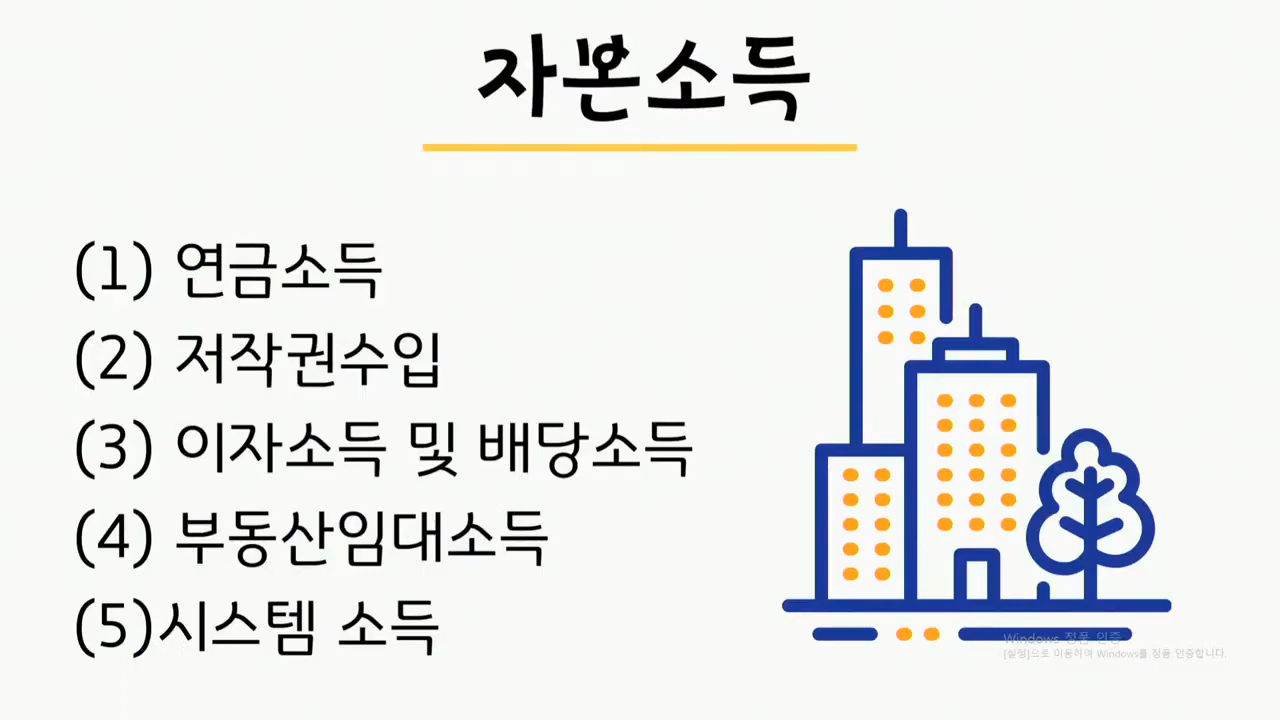 자본소득
(1) 연금소득
(2) 저작권수입
(3) 이자소득 및 배당소득
(4) 부동산임대소득
(5)시스템 소득
Windows 정품 인증
[설정]으로 이동하여 Windows를 정품 인증합니다.